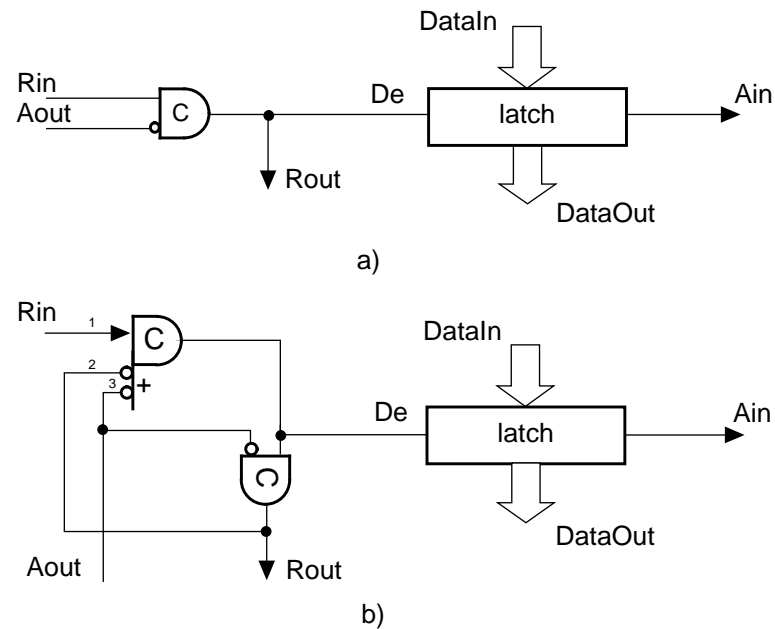 DataIn
Rin
Aout
C
De
latch
Ain
Rout
DataOut
a)
Rin
1
C
2
3
+
DataIn
De
latch
Ain
C
DataOut
Aout
Rout
b)